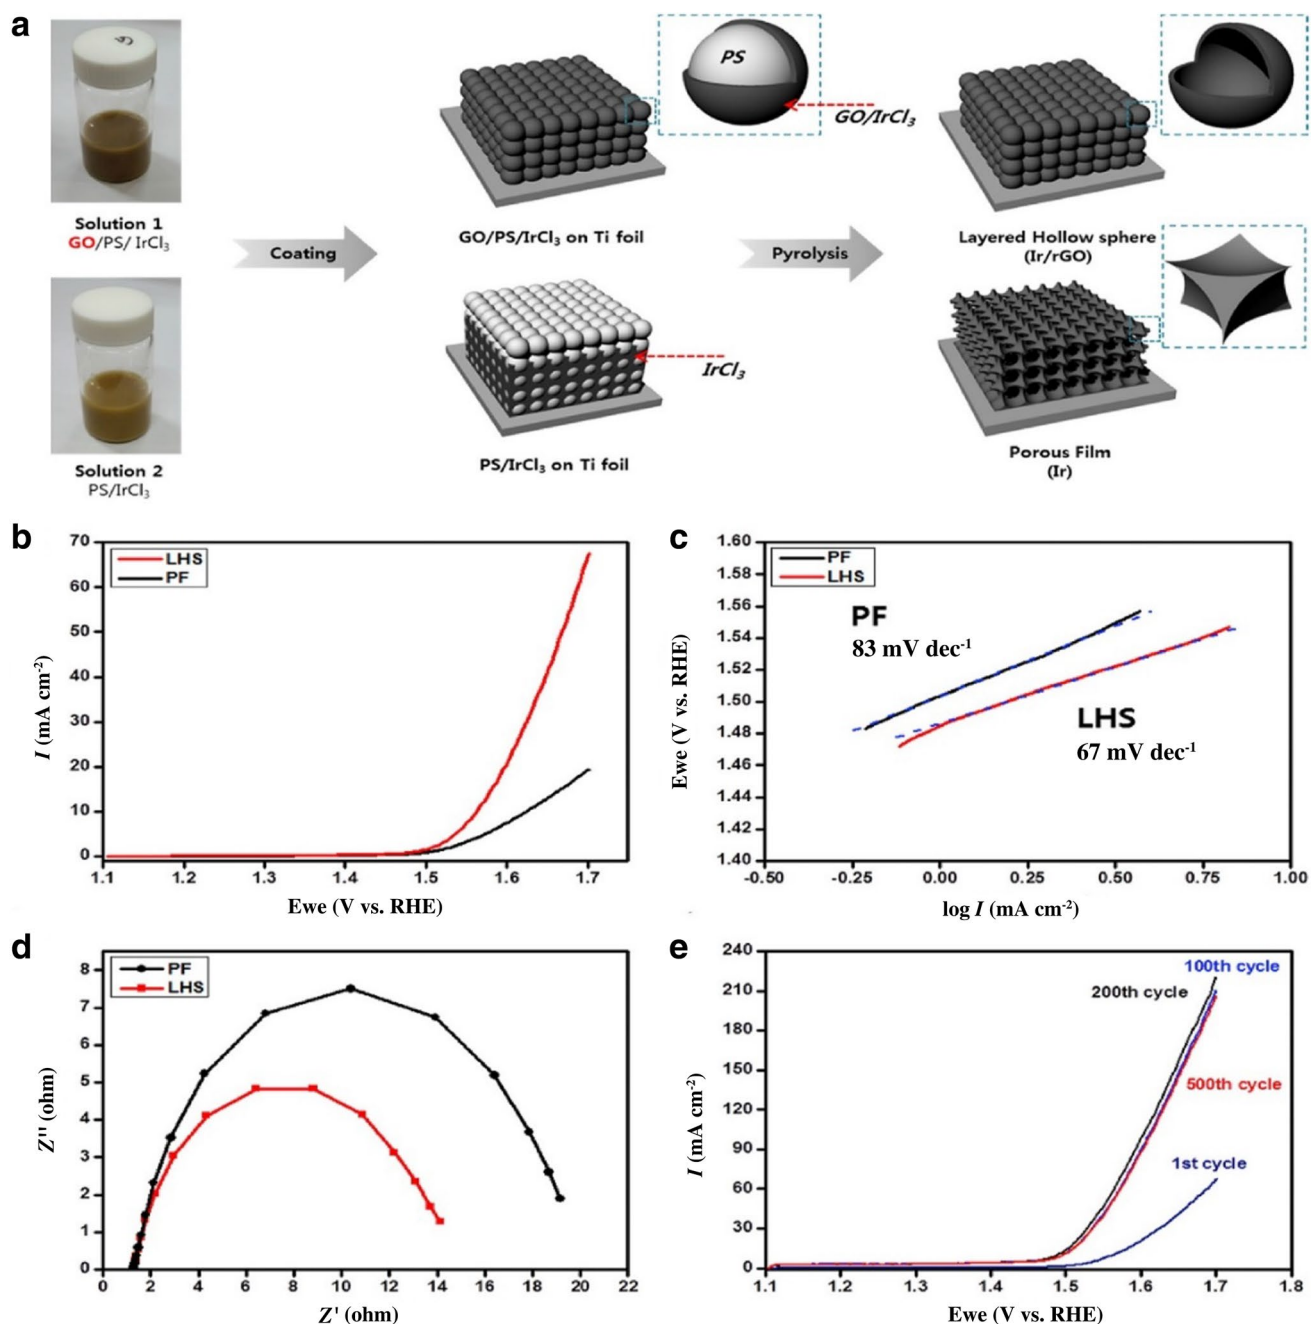 a
PS
GO/IrCl₃
Solution 1
GO/PS/ IrCl₃
Coating
GO/PS/IrCl₃ on Ti foil
Pyrolysis
Layered Hollow sphere
(Ir/rGO)
IrCl₃
Solution 2
PS/IrCl₃
PS/IrCl₃ on Ti foil
Porous Film
(Ir)
b
70
60
50
40
30
20
10
0
I (mA cm⁻²)
LHS
PF
1.1 1.2 1.3 1.4 1.5 1.6 1.7
Ewe (V vs. RHE)
c
1.60
1.58
1.56
1.54
1.52
1.50
1.48
1.46
1.44
1.42
1.40
Ewe (V vs. RHE)
PF
LHS
PF
83 mV dec⁻¹
LHS
67 mV dec⁻¹
-0.50 -0.25 0.00 0.25 0.50 0.75 1.00
log I (mA cm⁻²)
d
8
7
6
5
4
3
2
1
0
Z'' (ohm)
PF
LHS
0 2 4 6 8 10 12 14 16 18 20 22
Z' (ohm)
e
240
210
180
150
120
90
60
30
0
I (mA cm⁻²)
100th cycle
200th cycle
500th cycle
1st cycle
1.1 1.2 1.3 1.4 1.5 1.6 1.7 1.8
Ewe (V vs. RHE)